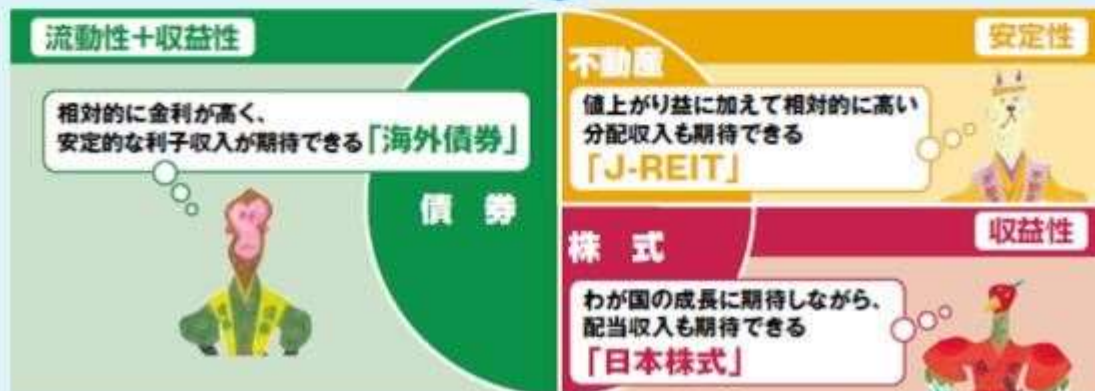 流動性+収益性
相対的に金利が高く、
安定的な利子収入が期待できる「海外債券」
債 券
不動産
安定性
値上がり益に加えて相対的に高い
分配収入も期待できる
「J-REIT」
株 式
収益性
わが国の成長に期待しながら、
配当収入も期待できる
「日本株式」